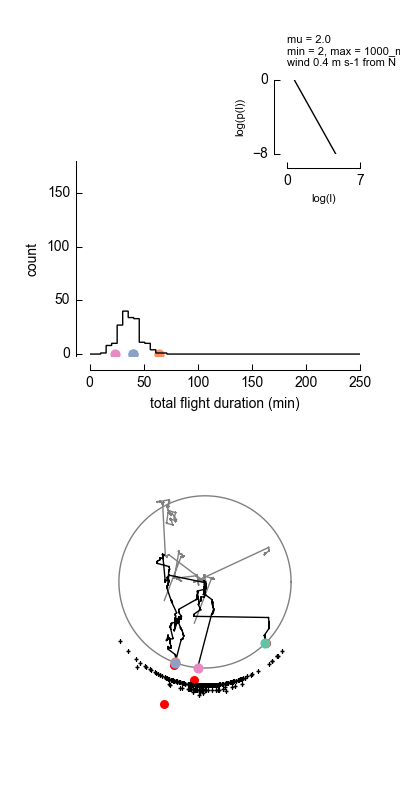 mu = 2.0
min = 2, max = 1000_m
wind 0.4 m s-1 from N
0
log(p(l))
−8
0
7
log(l)
150
100
50
0
count
0
50
100
150
200
250
total flight duration (min)